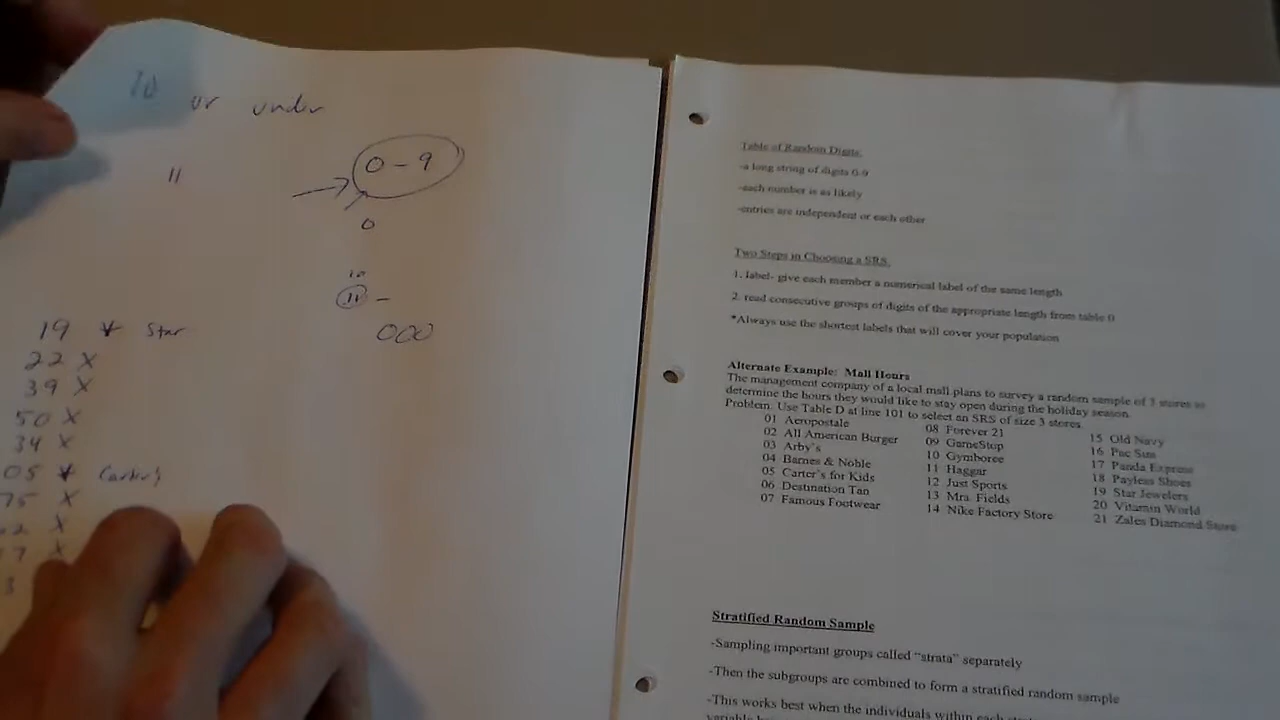 10 or under
11
0-9
0
10
11 -
000
19 * Star
22 X
39 X
50 X
34 X
05 * Carter's
75 X
X
X
Table of Random Digits:
-a long string of digits 0-9
-each number is as likely
-entries are independent or each other
Two Steps in Choosing a SRS.
1. label- give each member a numerical label of the same length
2. read consecutive groups of digits of the appropriate length from table
*Always use the shortest labels that will cover your population
Alternate Example: Mall Hours
The management company of a local mall plans to survey a random sample of 3 stores to
determine the hours they would like to stay open during the holiday season.
Problem. Use Table D at line 101 to select an SRS of size 3 stores
01 Aeropostale
02 All American Burger
03 Arby's
04 Barnes & Noble
05 Carter's for Kids
06 Destination Tan
07 Famous Footwear
08 Forever 21
09 GameStop
10 Gymboree
11 Haggar
12 Just Sports
13 Mrs. Fields
14 Nike Factory Store
15 Old Navy
16 Pac Sun
17 Panda Express
18 Payless Shoes
19 Star Jewelers
20 Vitamin World
21 Zales Diamond Store
Stratified Random Sample
-Sampling important groups called "strata" separately
-Then the subgroups are combined to form a stratified random sample
-This works best when the individuals within each